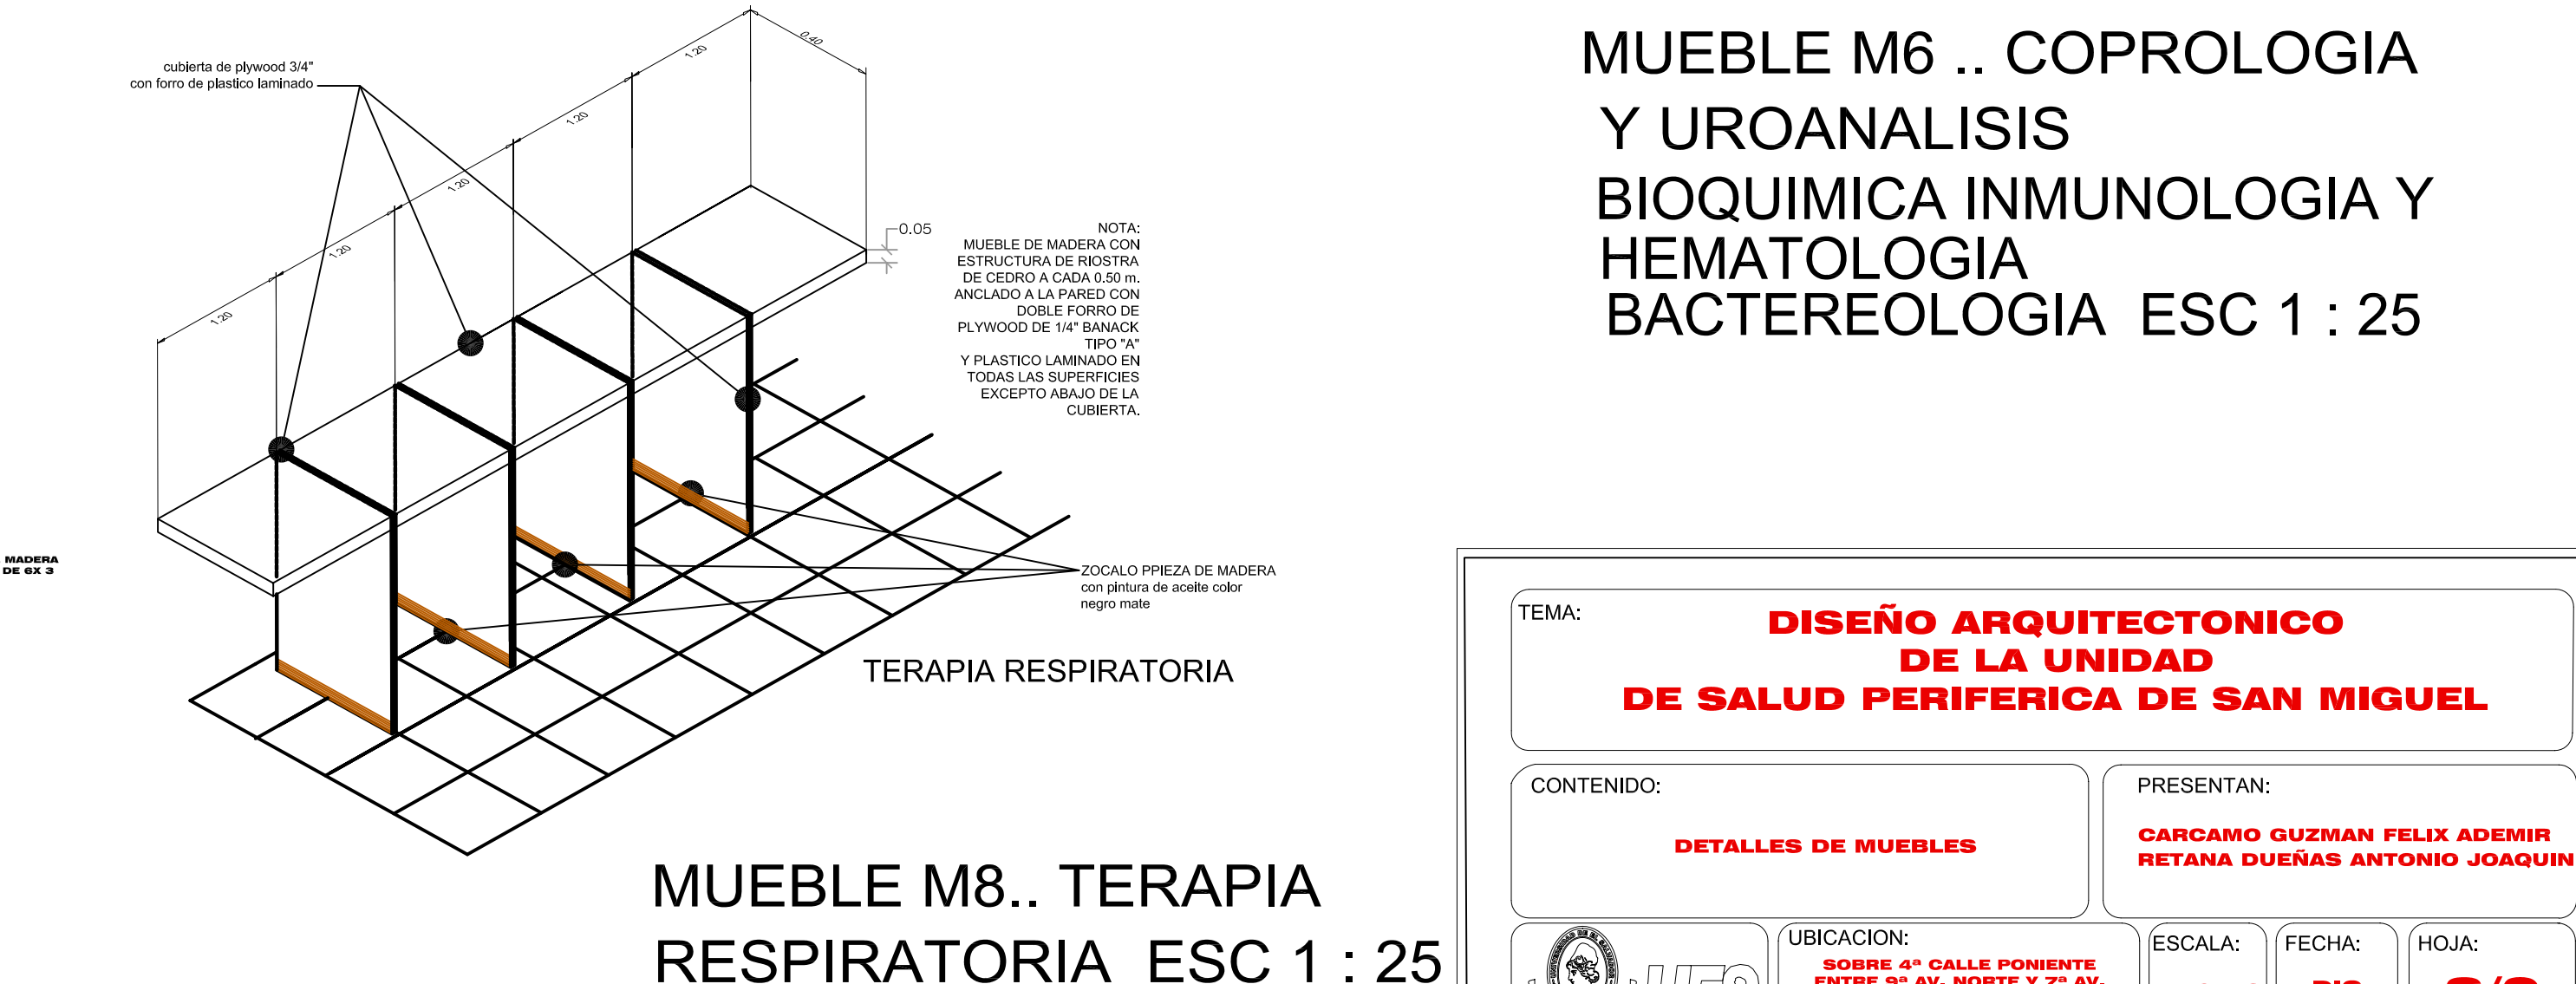 cubierta de plywood 3/4"
con forro de plastico laminado
1.20
1.20
1.20
1.20
1.20
0.40
0.05
NOTA:
MUEBLE DE MADERA CON
ESTRUCTURA DE RIOSTRA
DE CEDRO A CADA 0.50 m.
ANCLADO A LA PARED CON
DOBLE FORRO DE
PLYWOOD DE 1/4" BANACK
TIPO "A"
Y PLASTICO LAMINADO EN
TODAS LAS SUPERFICIES
EXCEPTO ABAJO DE LA
CUBIERTA.
MADERA
DE 6X 3
ZOCALO PPIEZA DE MADERA
con pintura de aceite color
negro mate
TERAPIA RESPIRATORIA
MUEBLE M8.. TERAPIA
RESPIRATORIA ESC 1 : 25
MUEBLE M6 .. COPROLOGIA
Y UROANALISIS
BIOQUIMICA INMUNOLOGIA Y
HEMATOLOGIA
BACTEREOLOGIA ESC 1 : 25
TEMA:
DISEÑO ARQUITECTONICO
DE LA UNIDAD
DE SALUD PERIFERICA DE SAN MIGUEL
CONTENIDO:
DETALLES DE MUEBLES
PRESENTAN:
CARCAMO GUZMAN FELIX ADEMIR
RETANA DUEÑAS ANTONIO JOAQUIN
UBICACION:
SOBRE 4ª CALLE PONIENTE
ENTRE 9ª AV. NORTE Y 7ª AV.
ESCALA:
FECHA:
HOJA: